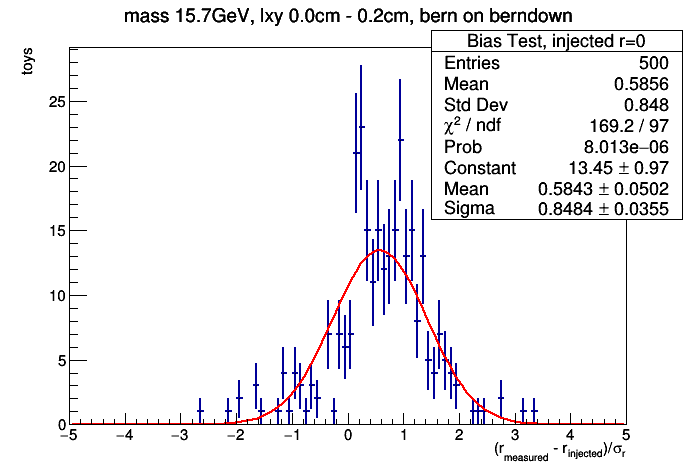 mass 15.7GeV, lxy 0.0cm - 0.2cm, bern on berndown
Bias Test, injected r=0
Entries 500
Mean 0.5856
Std Dev 0.848
χ² / ndf 169.2 / 97
Prob 8.013e−06
Constant 13.45 ± 0.97
Mean 0.5843 ± 0.0502
Sigma 0.8484 ± 0.0355
toys
25
20
15
10
5
0
−5 −4 −3 −2 −1 0 1 2 3 4 5
(r_measured - r_injected)/σ_r